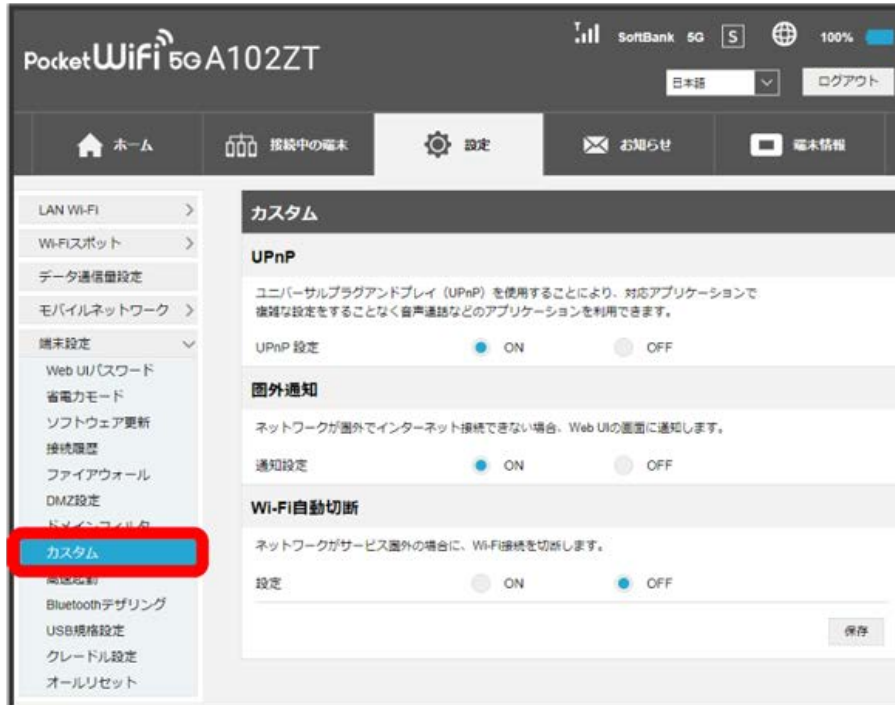 SoftBank 5G S 100%
Pocket WiFi 5G A102ZT
日本語 ログアウト
ホーム 接続中の端末 設定 お知らせ 端末情報
LAN Wi-Fi
Wi-Fiスポット
データ通信量設定
モバイルネットワーク
端末設定
Web UIパスワード
省電力モード
ソフトウェア更新
接続履歴
ファイアウォール
DMZ設定
ドメインフィルタ
カスタム
高速起動
Bluetoothテザリング
USB規格設定
クレードル設定
オールリセット
カスタム
UPnP
ユニバーサルプラグアンドプレイ（UPnP）を使用することにより、対応アプリケーションで
複雑な設定をすることなく音声通話などのアプリケーションを利用できます。
UPnP 設定 ON OFF
圏外通知
ネットワークが圏外でインターネット接続できない場合、Web UIの画面に通知します。
通知設定 ON OFF
Wi-Fi自動切断
ネットワークがサービス圏外の場合に、Wi-Fi接続を切断します。
設定 ON OFF
保存